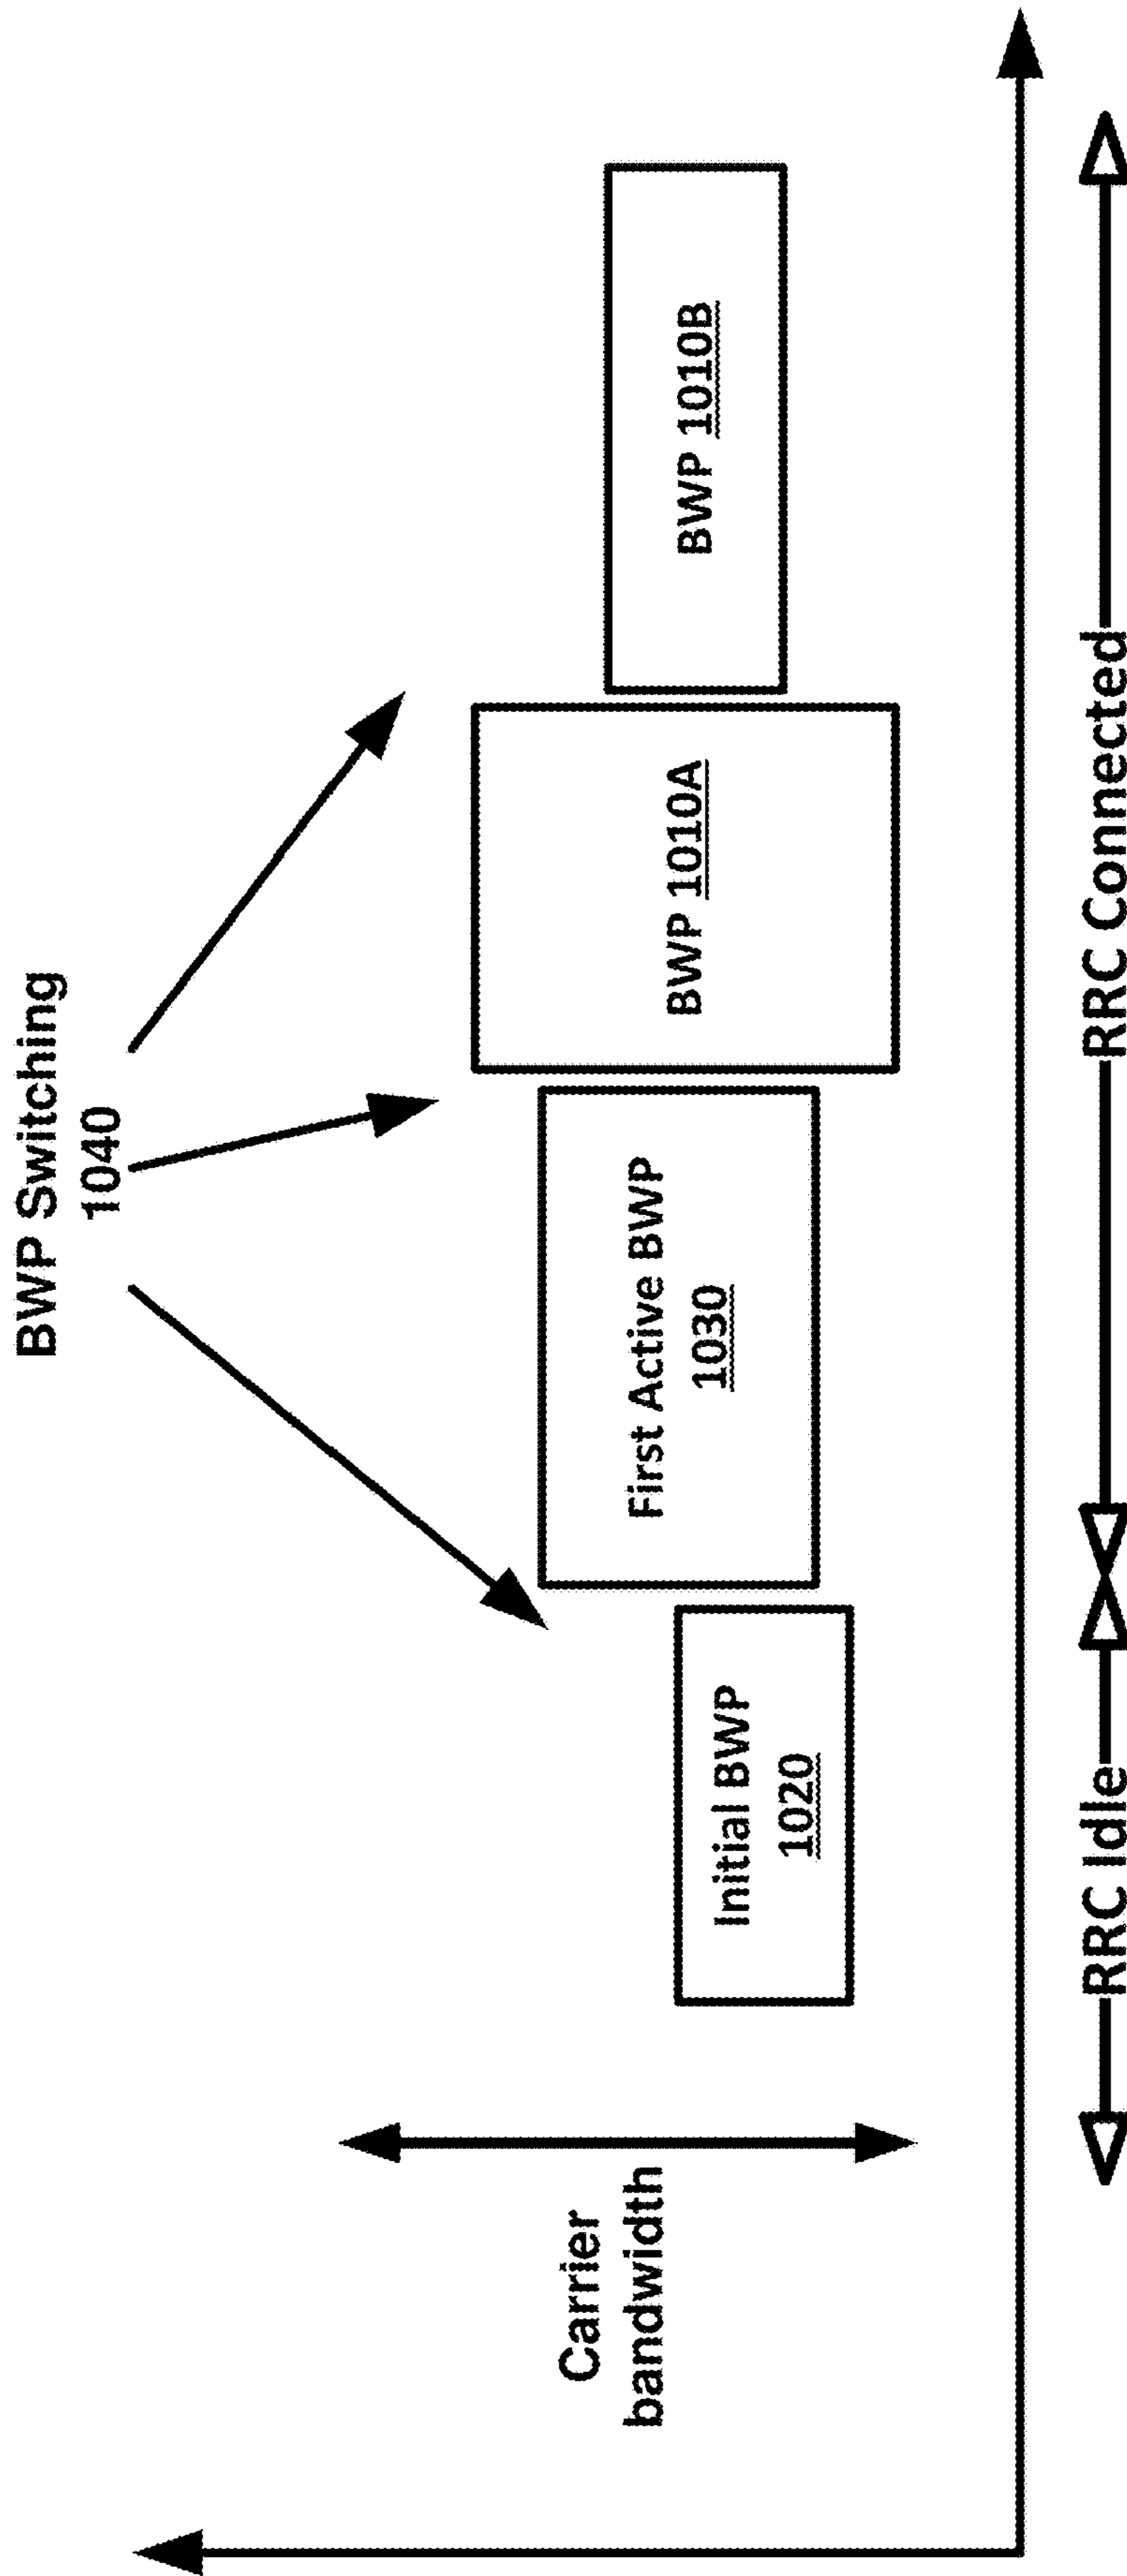 BWP Switching
1040
Carrier
bandwidth
Initial BWP
1020
First Active BWP
1030
BWP 1010A
BWP 1010B
RRC Idle
RRC Connected